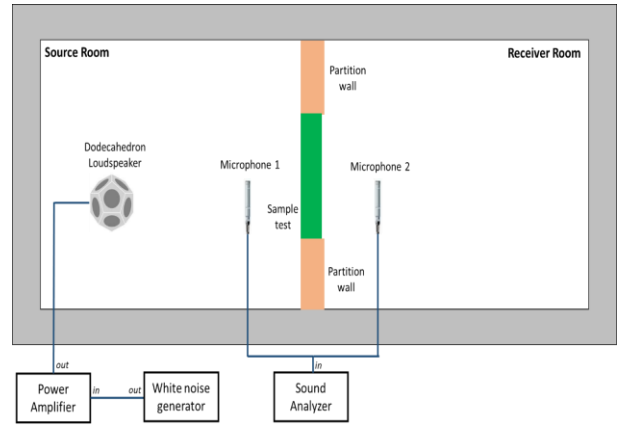 Source Room
Receiver Room
Partition
wall
Dodecahedron
Loudspeaker
Microphone 1
Microphone 2
Sample
test
Partition
wall
out
in
Power
Amplifier
in
out
White noise
generator
Sound
Analyzer